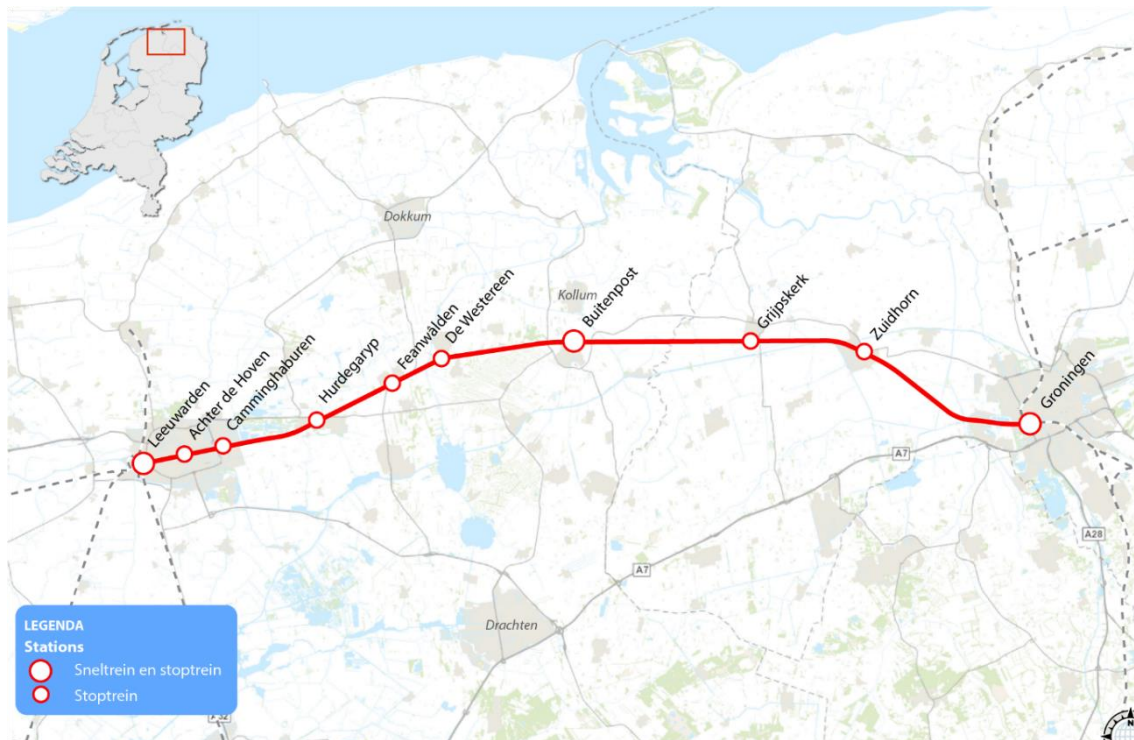 Dokkum
Kollum
Leeuwarden
Achter de Hoven
Camminghaburen
Hurdegaryp
Feanwâlden
De Westereen
Buitenpost
Grijpskerk
Zuidhorn
Groningen
A7
A7
A28
Drachten
LEGENDA
Stations
Sneltrein en stoptrein
Stoptrein
N